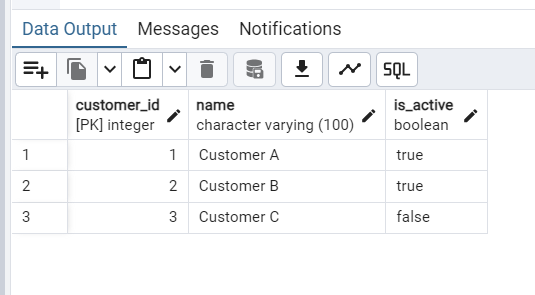 Data Output Messages Notifications
SQL
customer_id name is_active
[PK] integer character varying (100) boolean
1 1 Customer A true
2 2 Customer B true
3 3 Customer C false